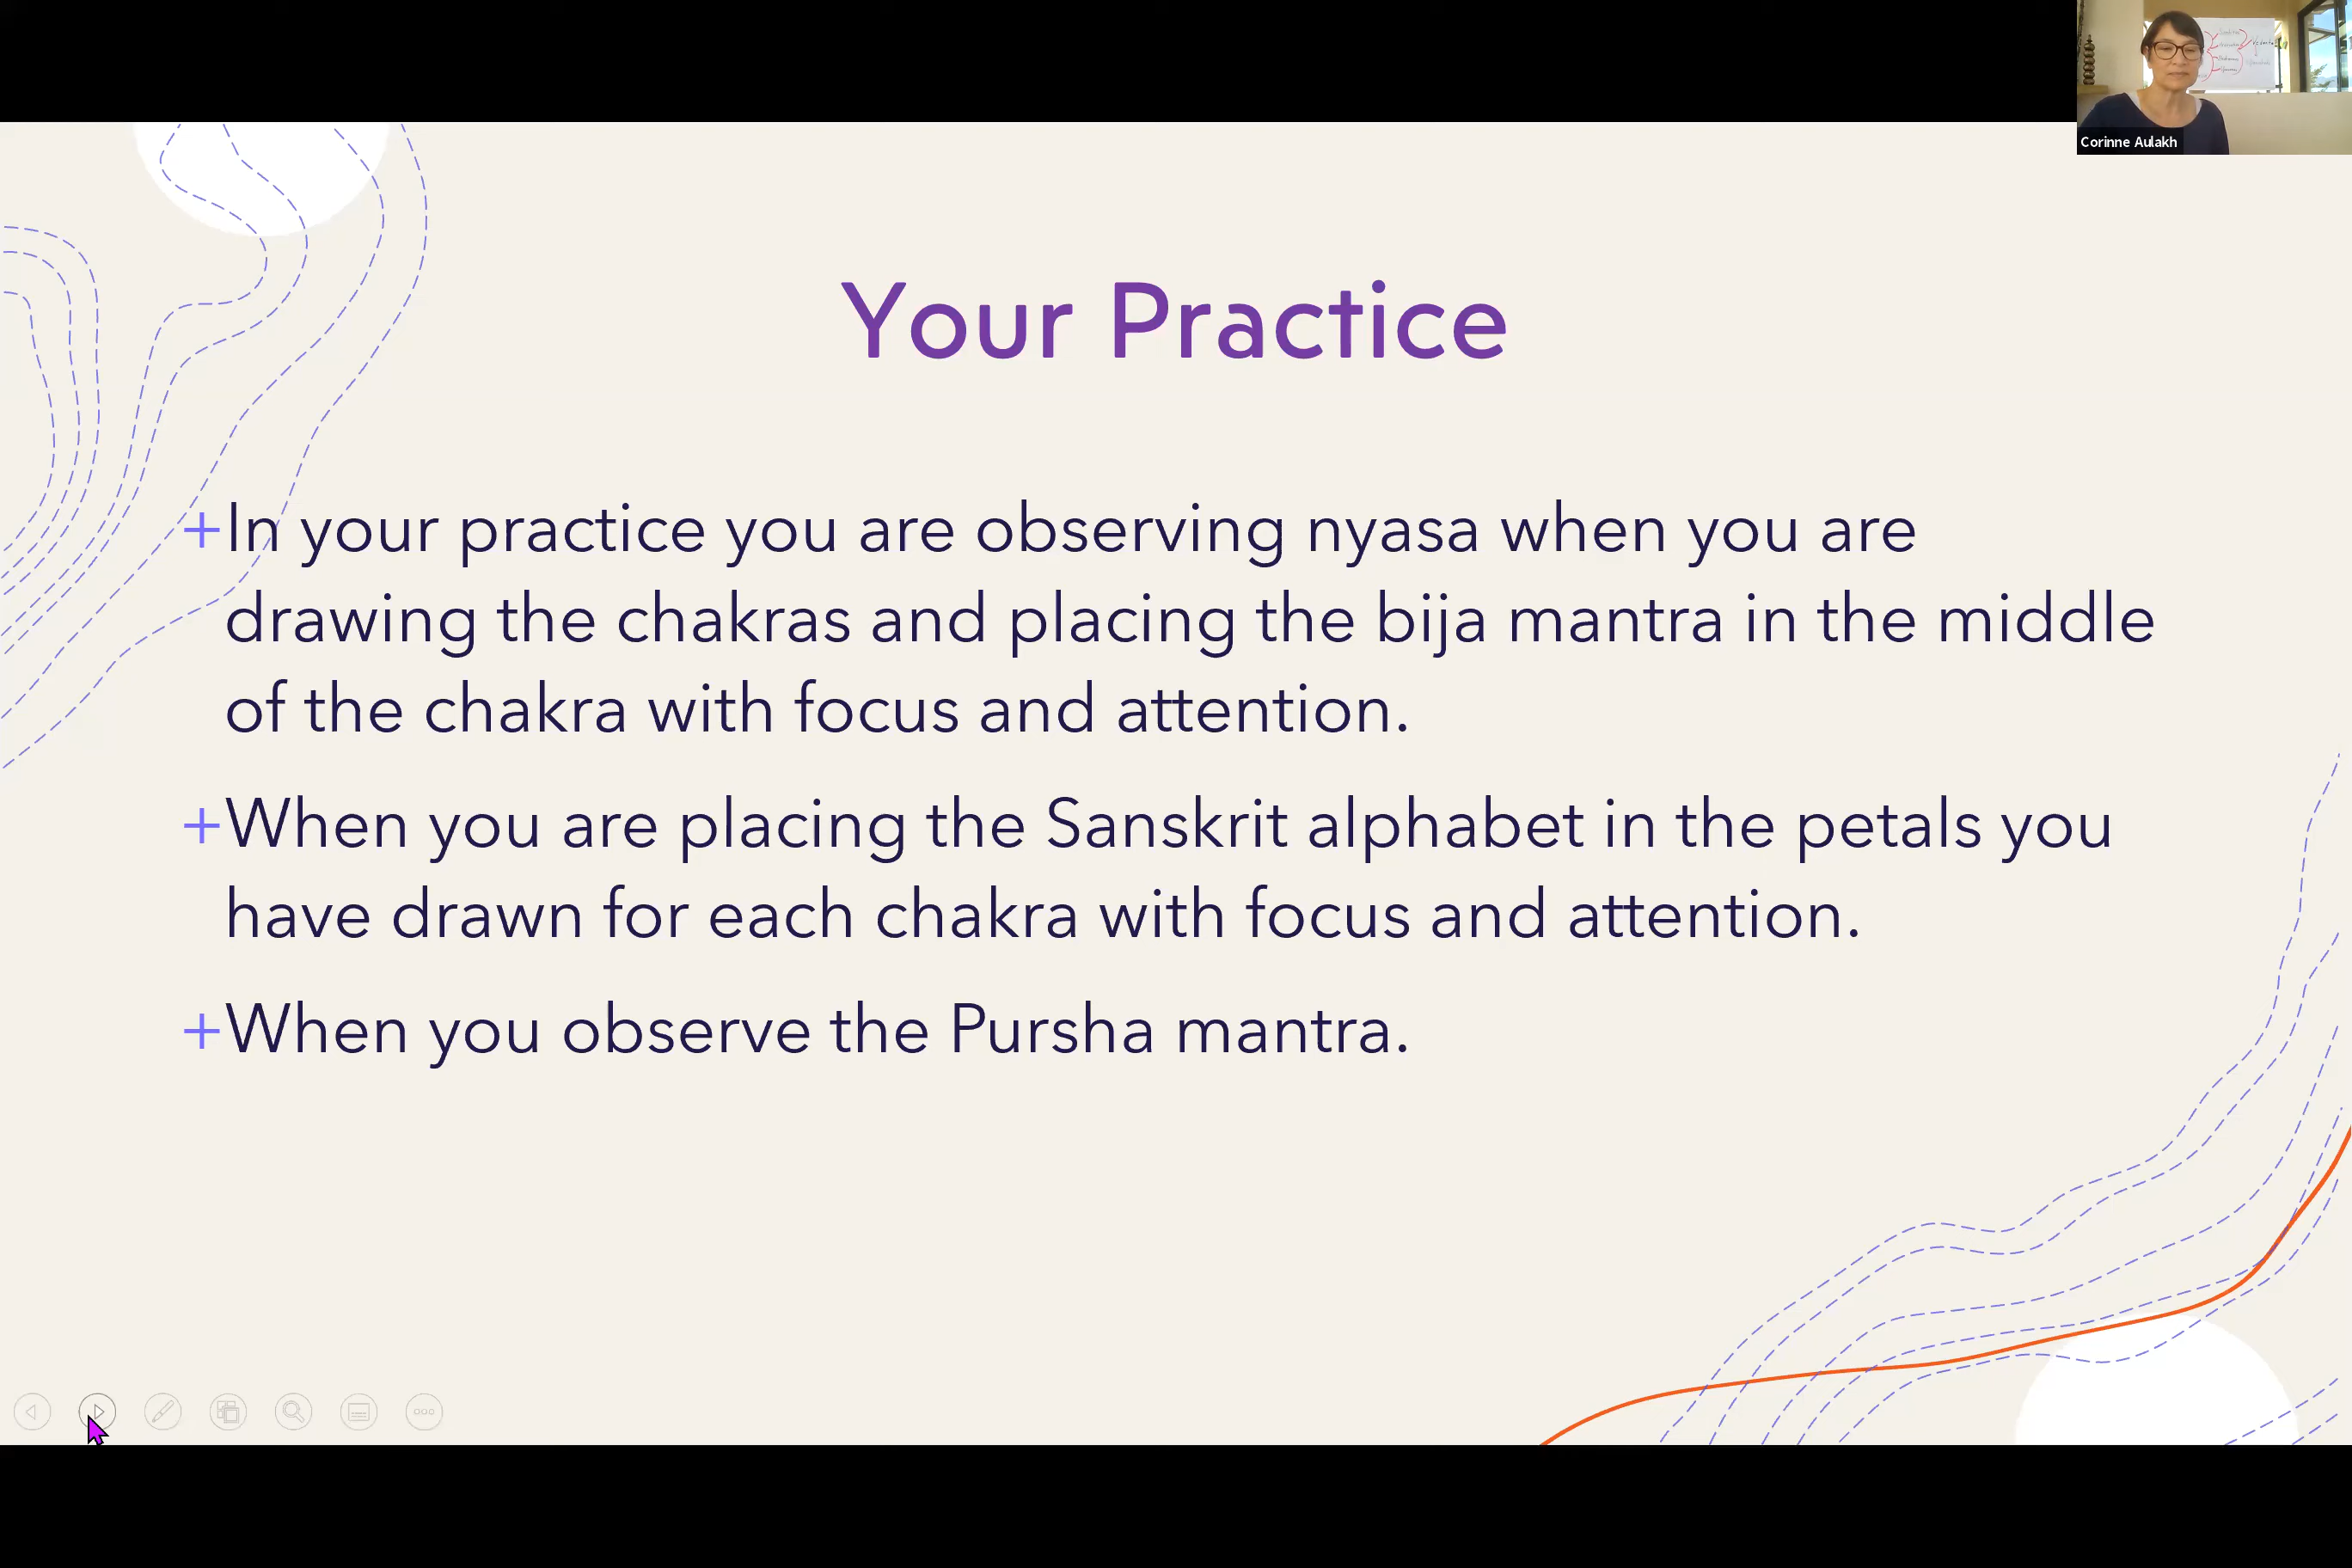 Corinne Aulakh
Your Practice
+In your practice you are observing nyasa when you are
drawing the chakras and placing the bija mantra in the middle
of the chakra with focus and attention.
+When you are placing the Sanskrit alphabet in the petals you
have drawn for each chakra with focus and attention.
+When you observe the Pursha mantra.